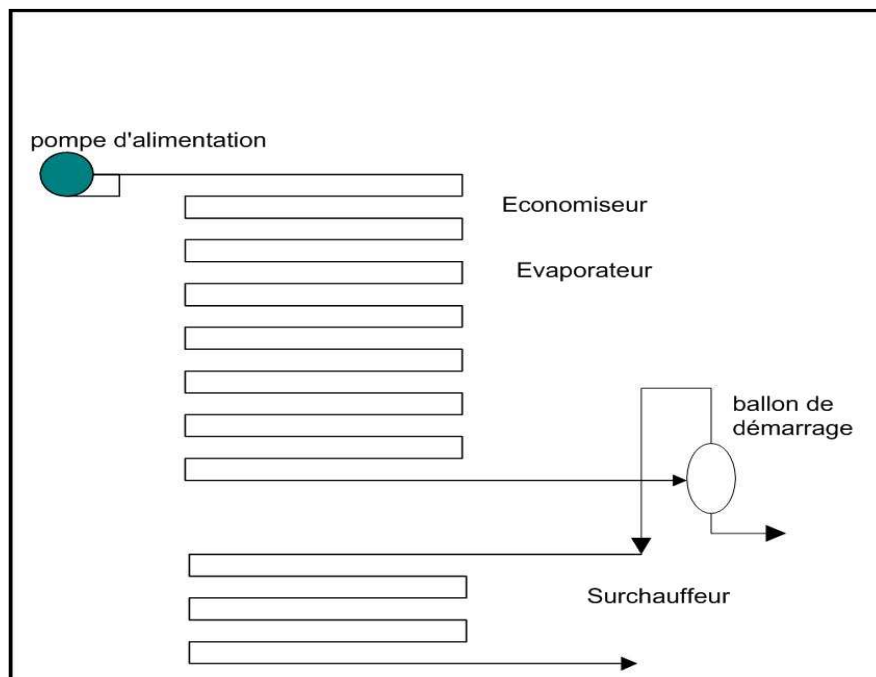 pompe d'alimentation
Economiseur
Evaporateur
ballon de
démarrage
Surchauffeur